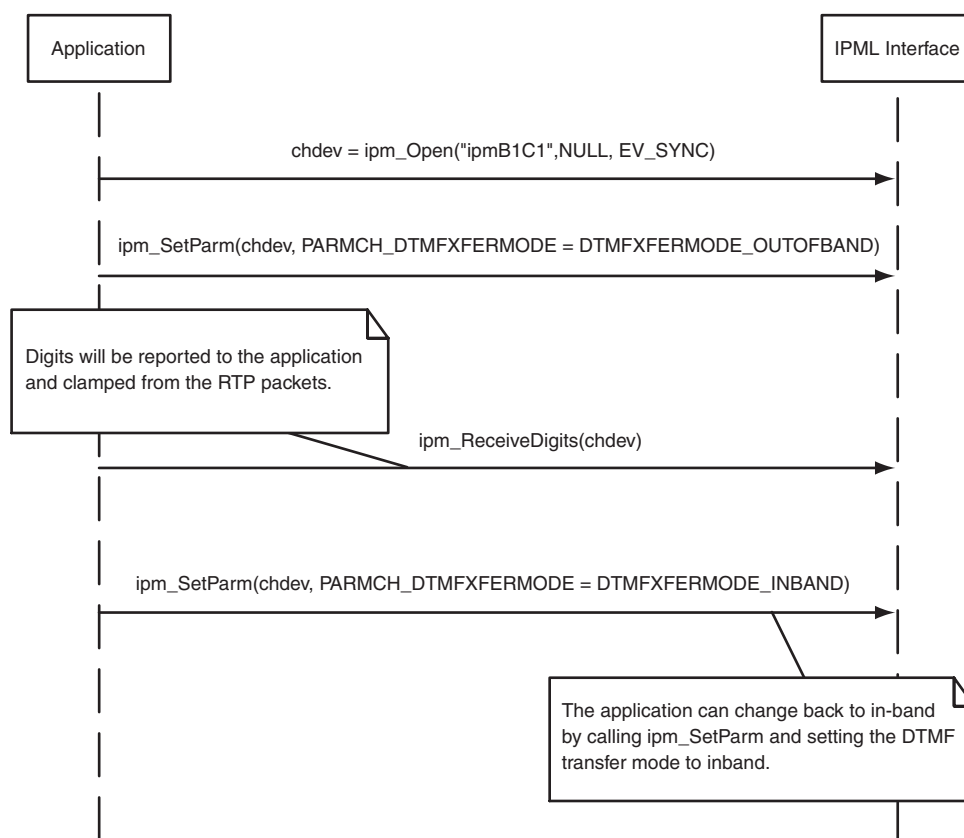 Application
IPML Interface
chdev = ipm_Open("ipmB1C1",NULL, EV_SYNC)
ipm_SetParm(chdev, PARMCH_DTMFXFERMODE = DTMFXFERMODE_OUTOFBAND)
Digits will be reported to the application
and clamped from the RTP packets.
ipm_ReceiveDigits(chdev)
ipm_SetParm(chdev, PARMCH_DTMFXFERMODE = DTMFXFERMODE_INBAND)
The application can change back to in-band
by calling ipm_SetParm and setting the DTMF
transfer mode to inband.